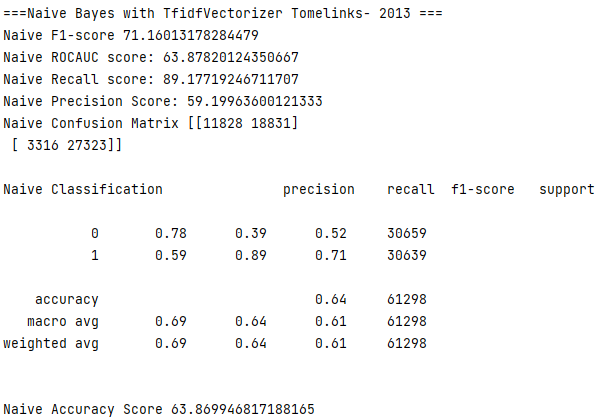 ===Naive Bayes with TfidfVectorizer Tomelinks- 2013 ===
Naive F1-score 71.16013178284479
Naive ROCAUC score: 63.87820124350667
Naive Recall score: 89.17719246711707
Naive Precision Score: 59.19963600121333
Naive Confusion Matrix [[11828 18831]
 [ 3316 27323]]
Naive Classification               precision    recall  f1-score   support
           0       0.78      0.39      0.52     30659
           1       0.59      0.89      0.71     30639
    accuracy                           0.64     61298
   macro avg       0.69      0.64      0.61     61298
weighted avg       0.69      0.64      0.61     61298
Naive Accuracy Score 63.869946817188165